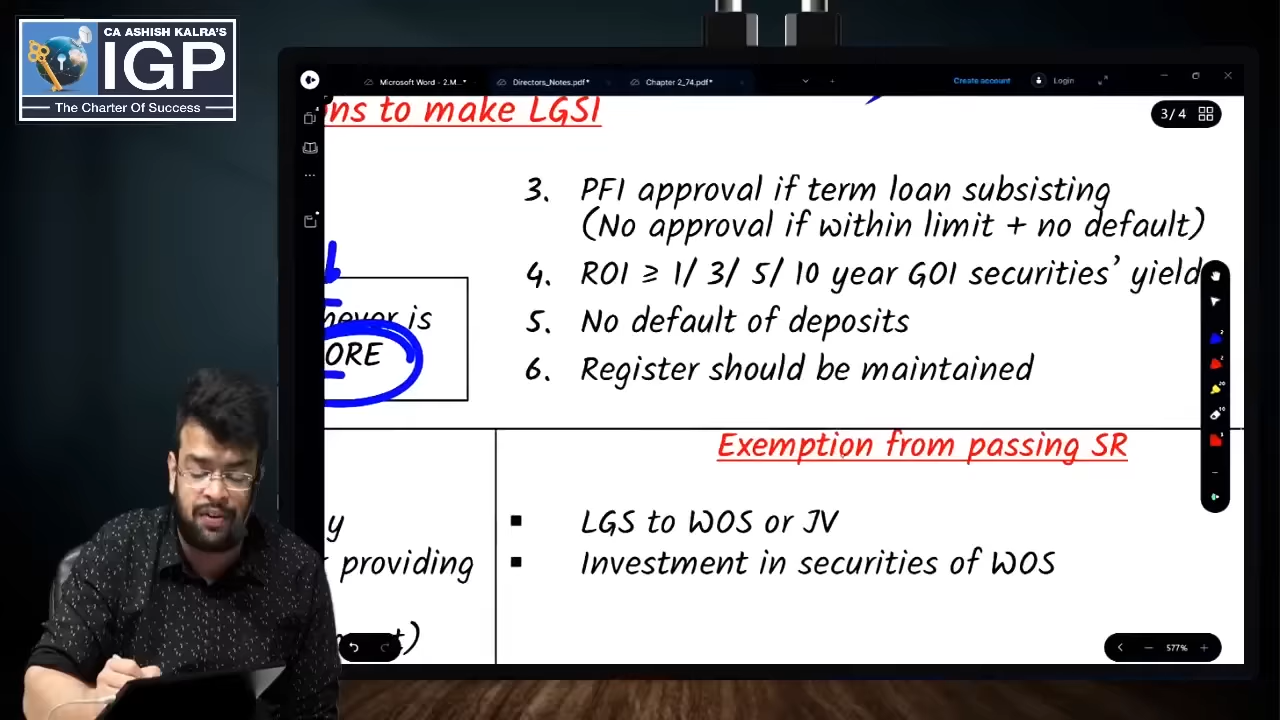 CA ASHISH KALRA'S
IGP
The Charter Of Success
Microsoft Word - 2.M... *
Directors_Notes.pdf*
Chapter 2_74.pdf*
Create account
Login
ons to make LGSI
3/4
3. PFI approval if term loan subsisting
(No approval if within limit + no default)
4. ROI ≥ 1/ 3/ 5/ 10 year GOI securities' yield
5. No default of deposits
6. Register should be maintained
is
ORE
Exemption from passing SR
y
providing
▪ LGS to WOS or JV
▪ Investment in securities of WOS
577%